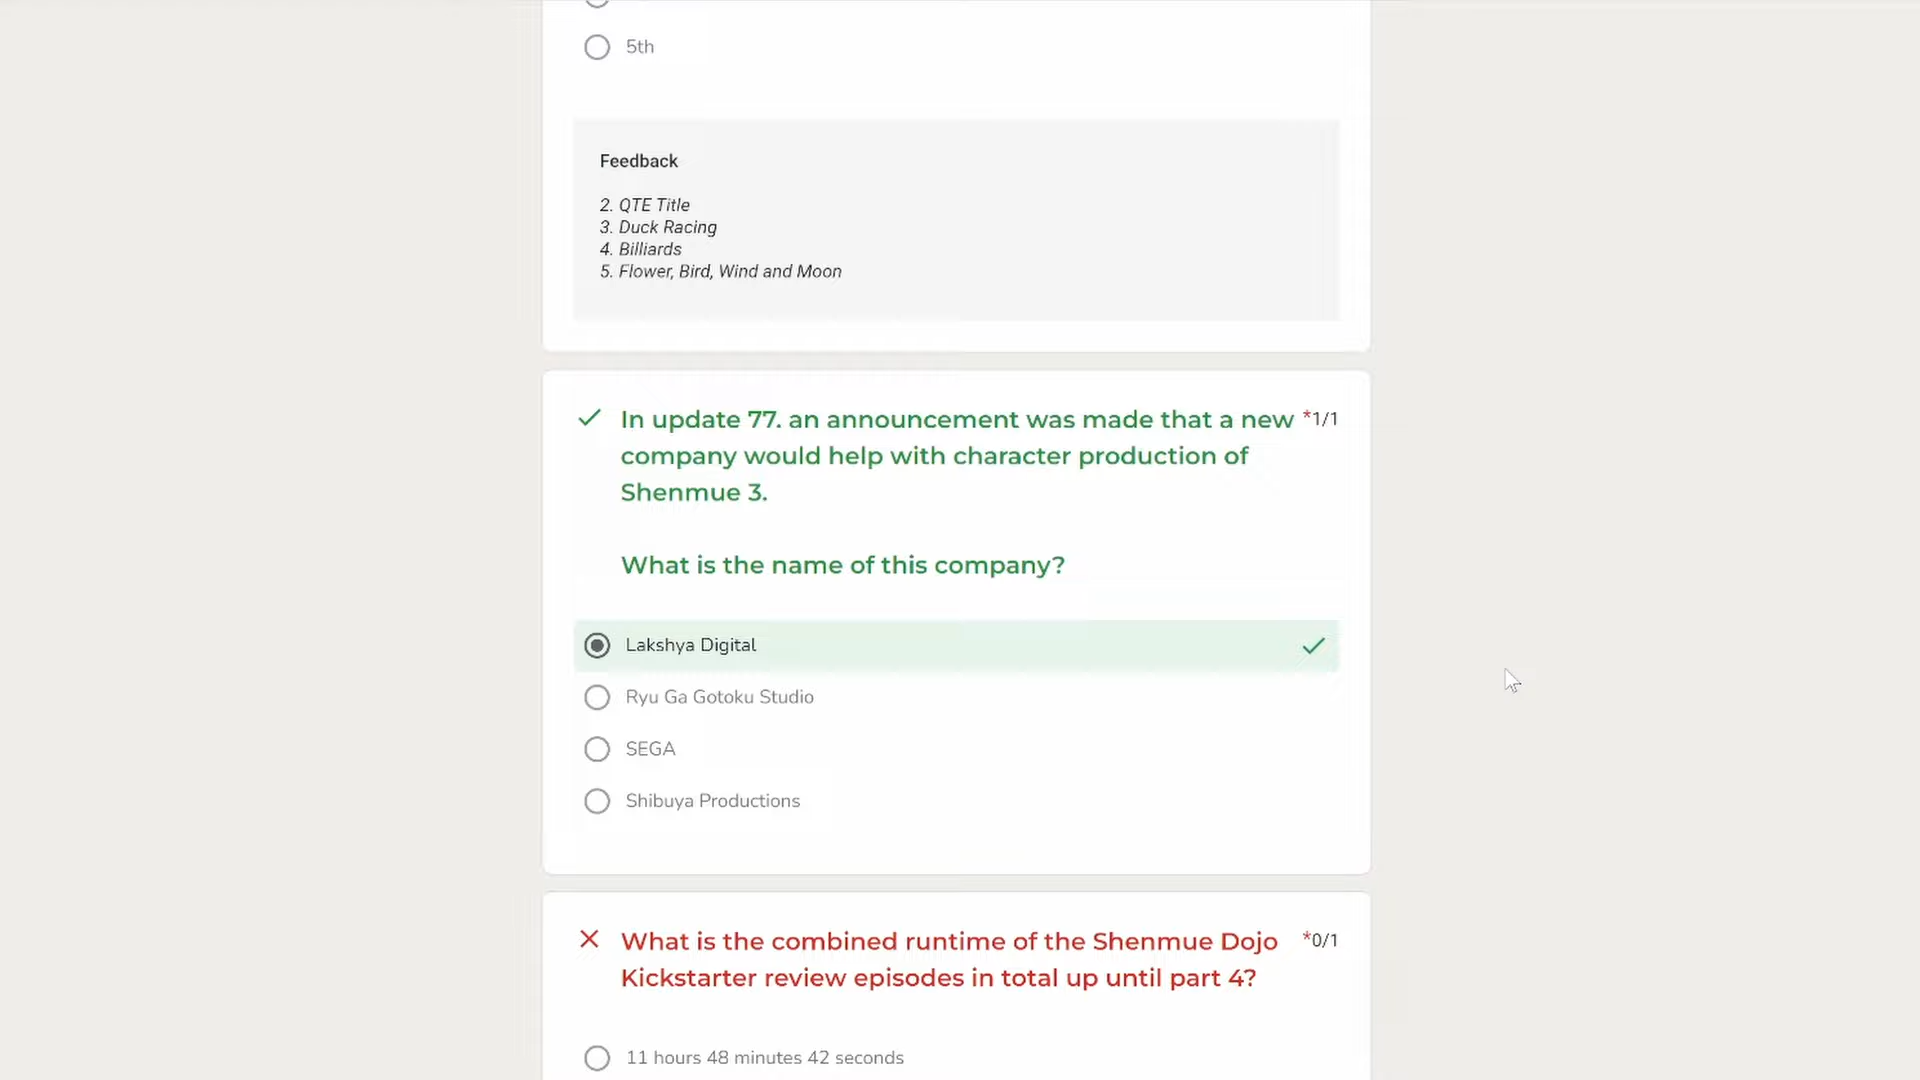 5th
Feedback
2. QTE Title
3. Duck Racing
4. Billiards
5. Flower, Bird, Wind and Moon
In update 77. an announcement was made that a new *1/1
company would help with character production of
Shenmue 3.
What is the name of this company?
Lakshya Digital
Ryu Ga Gotoku Studio
SEGA
Shibuya Productions
What is the combined runtime of the Shenmue Dojo *0/1
Kickstarter review episodes in total up until part 4?
11 hours 48 minutes 42 seconds